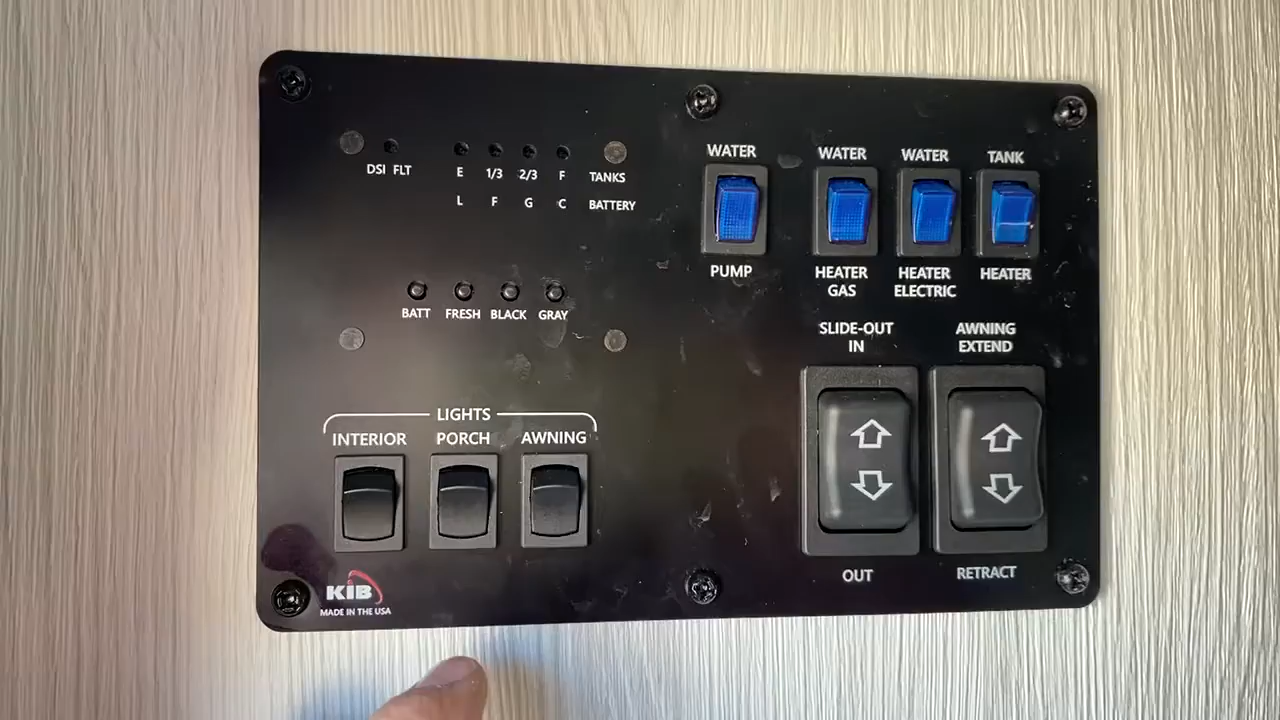 DSI FLT
E 1/3 2/3 F TANKS
L F G C BATTERY
BATT FRESH BLACK GRAY
LIGHTS
INTERIOR PORCH AWNING
KIB
MADE IN THE USA
WATER
PUMP
WATER
HEATER
GAS
WATER
HEATER
ELECTRIC
TANK
HEATER
SLIDE-OUT
IN
OUT
AWNING
EXTEND
RETRACT